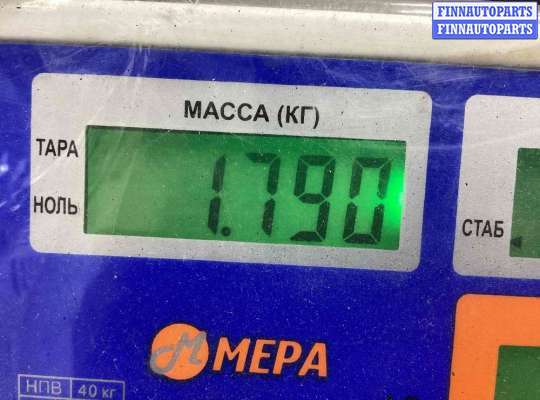 FINNAUTOPARTS
FINNAUTOPARTS
МАССА (КГ)
ТАРА
НОЛЬ
1.790
СТАБ
МЕРА
НПВ 40 кг